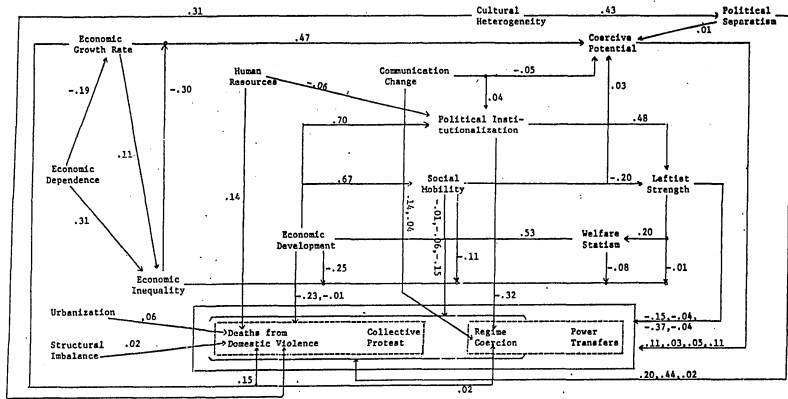 .31
Cultural
Heterogeneity
.43
Political
Separatism
.01
Economic
Growth Rate
.47
Coercive
Potential
Human
Resources
-.06
Communication
Change
-.05
.04
.03
-.19
-.30
.11
Political Insti-
tutionalization
.70
.48
Economic
Dependence
.31
.14
.67
Social
Mobility
-.20
Leftist
Strength
.14,.04
-.01,-.06,-.15
Economic
Development
.53
Welfare
Statism
.20
-.25
-.11
-.08
-.01
Economic
Inequality
-.23,-.01
-.32
Urbanization
.06
Structural
Imbalance
.02
Deaths from
Domestic Violence
Collective
Protest
Regime
Coercion
Power
Transfers
-.15,-.04,
-.37,-.04
.11,.03,.05,.11
.15
.02
.20,.44,.02